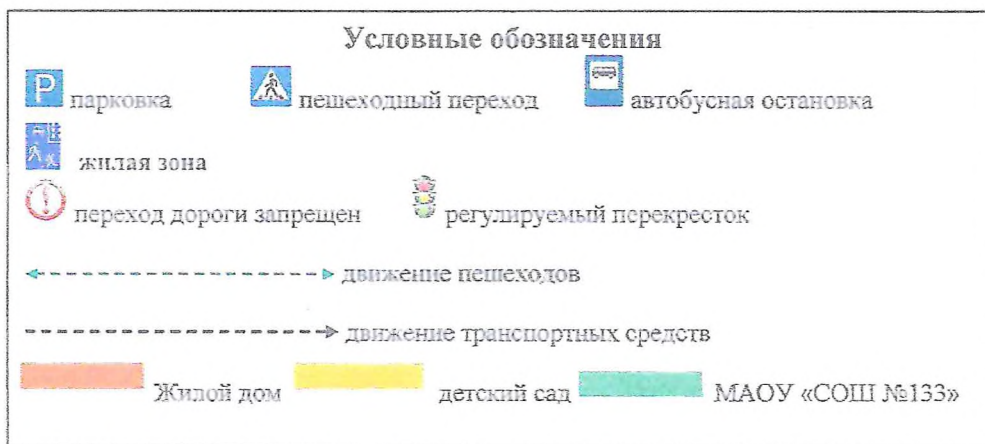 Условные обозначения
P парковка пешеходный переход автобусная остановка
жилая зона
переход дороги запрещен регулируемый перекресток
движение пешеходов
движение транспортных средств
Жилой дом детский сад МАОУ «СОШ №133»